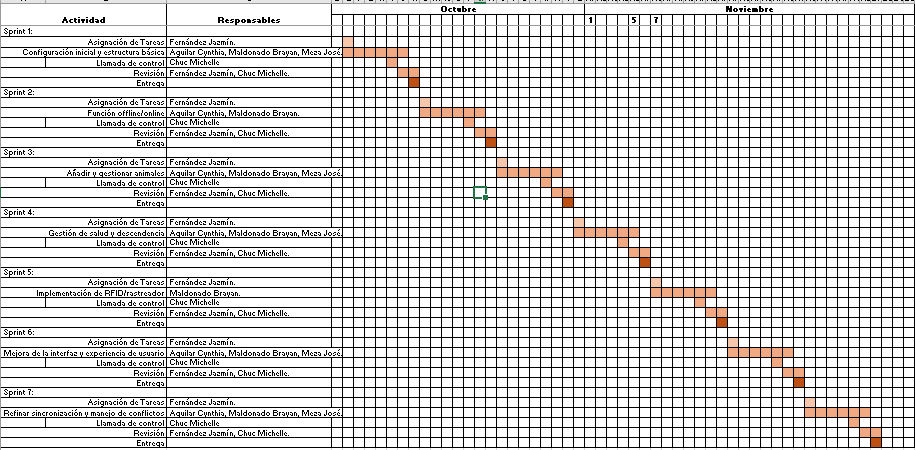 Octubre Noviembre
Actividad Responsables 1 5 7
Sprint 1:
Asignación de Tareas Fernández Jazmín.
Configuración inicial y estructura básica Aguilar Cynthia, Maldonado Brayan, Meza José.
Llamada de control Chuc Michelle
Revisión Fernández Jazmín, Chuc Michelle.
Entrega
Sprint 2:
Asignación de Tareas Fernández Jazmín.
Función offline/online Aguilar Cynthia, Maldonado Brayan.
Llamada de control Chuc Michelle
Revisión Fernández Jazmín, Chuc Michelle.
Entrega
Sprint 3:
Asignación de Tareas Fernández Jazmín.
Añadir y gestionar animales Aguilar Cynthia, Maldonado Brayan, Meza José.
Llamada de control Chuc Michelle
Revisión Fernández Jazmín, Chuc Michelle.
Entrega
Sprint 4:
Asignación de Tareas Fernández Jazmín.
Gestión de salud y descendencia Aguilar Cynthia, Maldonado Brayan, Meza José.
Llamada de control Chuc Michelle
Revisión Fernández Jazmín, Chuc Michelle.
Entrega
Sprint 5:
Asignación de Tareas Fernández Jazmín.
Implementación de RFID/rastreador Maldonado Brayan.
Llamada de control Chuc Michelle
Revisión Fernández Jazmín, Chuc Michelle.
Entrega
Sprint 6:
Asignación de Tareas Fernández Jazmín.
Mejora de la interfaz y experiencia de usuario Aguilar Cynthia, Maldonado Brayan, Meza José.
Llamada de control Chuc Michelle
Revisión Fernández Jazmín, Chuc Michelle.
Entrega
Sprint 7:
Asignación de Tareas Fernández Jazmín.
Refinar sincronización y manejo de conflictos Aguilar Cynthia, Maldonado Brayan, Meza José.
Llamada de control Chuc Michelle
Revisión Fernández Jazmín, Chuc Michelle.
Entrega